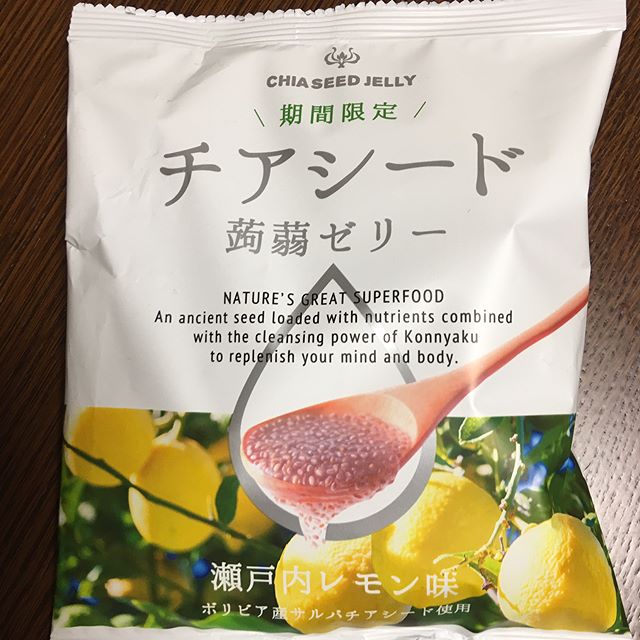 CHIA SEED JELLY
\ 期間限定 /
チアシード
蒟蒻ゼリー
NATURE'S GREAT SUPERFOOD
An ancient seed loaded with nutrients combined
with the cleansing power of Konnyaku
to replenish your mind and body.
瀬戸内レモン味
ボリビア産サルバチアシード使用